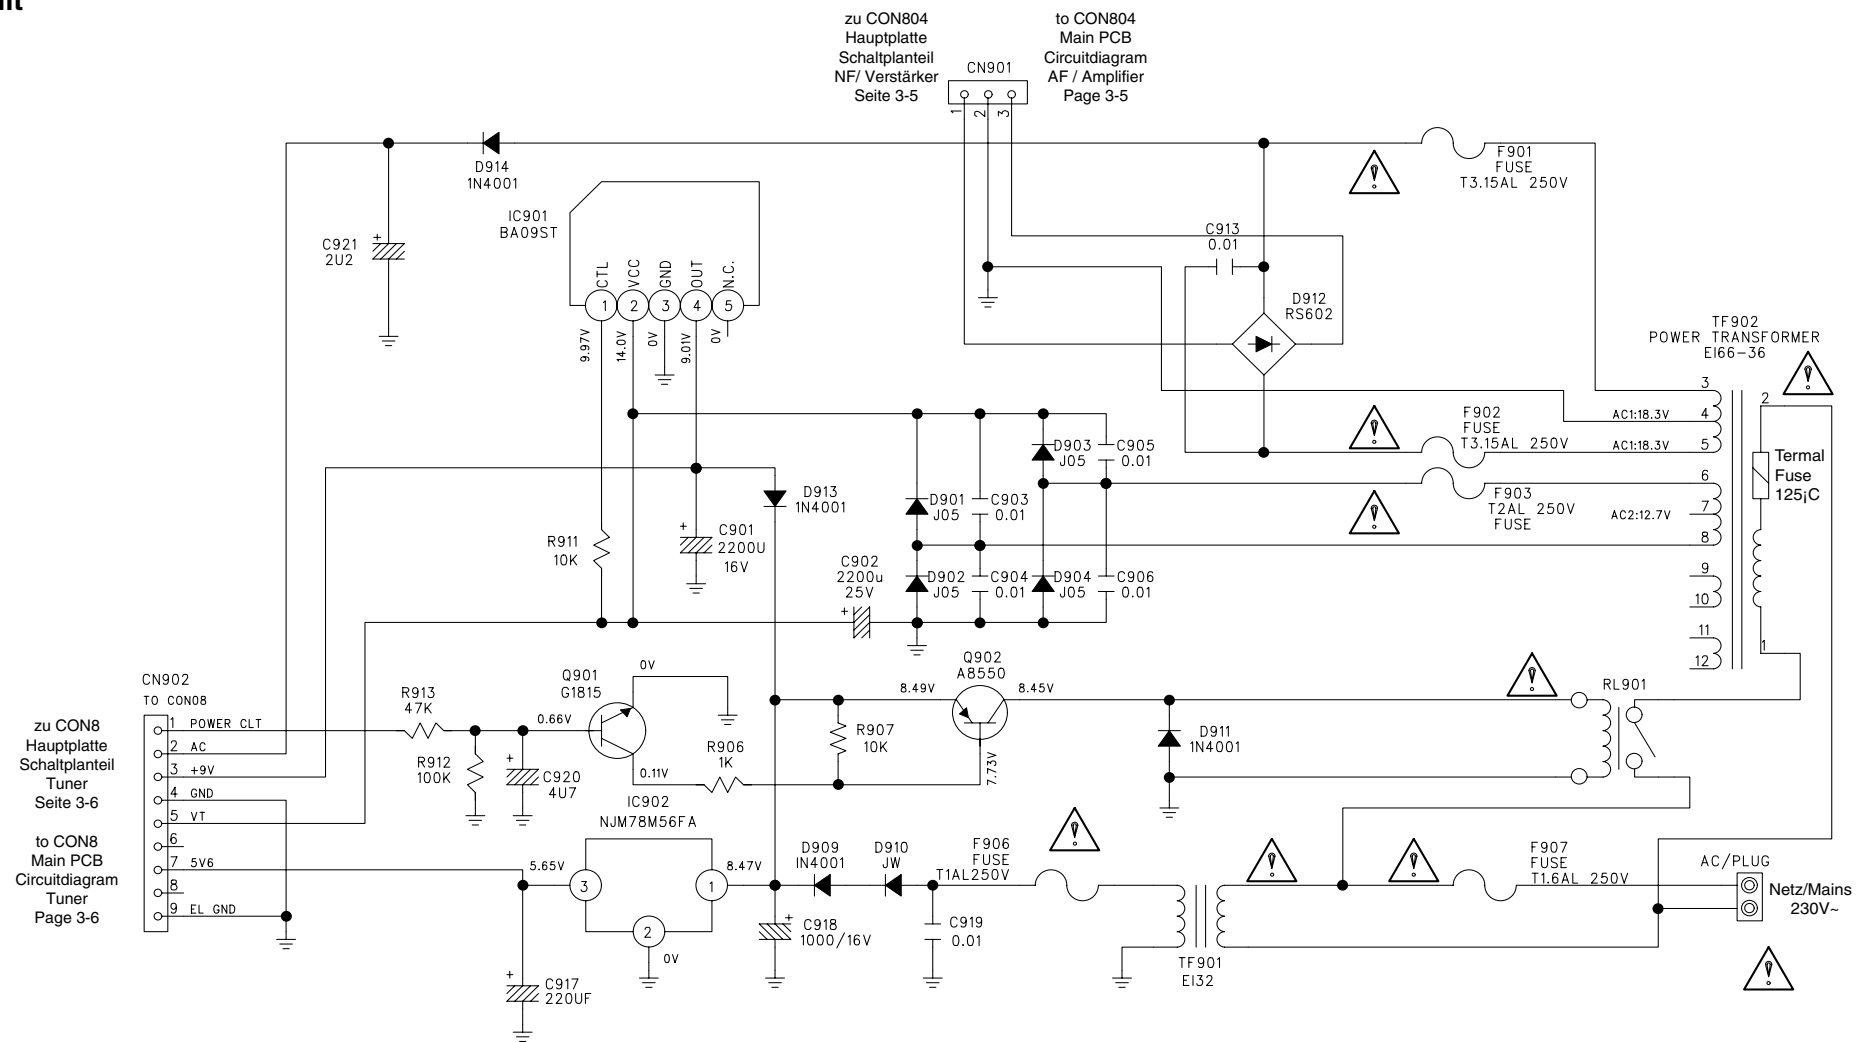 zu CON804
Hauptplatte
Schaltplanteil
NF/ Verstärker
Seite 3-5
to CON804
Main PCB
Circuitdiagram
AF / Amplifier
Page 3-5
CN901
1
2
3
D914
1N4001
F901
FUSE
T3.15AL 250V
IC901
BA09ST
C921
2U2
+
CTL
VCC
GND
OUT
N.C.
1
2
3
4
5
9.97V
14.0V
0V
9.01V
0V
C913
0.01
D912
RS602
TF902
POWER TRANSFORMER
EI66-36
3
4
5
6
7
8
9
10
11
12
2
1
AC1:18.3V
AC1:18.3V
AC2:12.7V
F902
FUSE
T3.15AL 250V
F903
T2AL 250V
FUSE
Termal
Fuse
125¡C
D903
J05
C905
0.01
D913
1N4001
D901
J05
C903
0.01
R911
10K
+
C901
2200U
16V
C902
2200u
25V
+
D902
J05
C904
0.01
D904
J05
C906
0.01
CN902
TO CON08
zu CON8
Hauptplatte
Schaltplanteil
Tuner
Seite 3-6
to CON8
Main PCB
Circuitdiagram
Tuner
Page 3-6
1 POWER CLT
2 AC
3 +9V
4 GND
5 VT
6
7 5V6
8
9 EL GND
R913
47K
R912
100K
+
C920
4U7
Q901
G1815
0V
0.66V
0.11V
R906
1K
R907
10K
Q902
A8550
8.49V
8.45V
7.73V
D911
1N4001
RL901
IC902
NJM78M56FA
5.65V
3
1
2
8.47V
0V
D909
IN4001
D910
JW
F906
FUSE
T1AL250V
+
C918
1000/16V
C919
0.01
+
C917
220UF
TF901
EI32
F907
FUSE
T1.6AL 250V
AC/PLUG
Netz/Mains
230V~